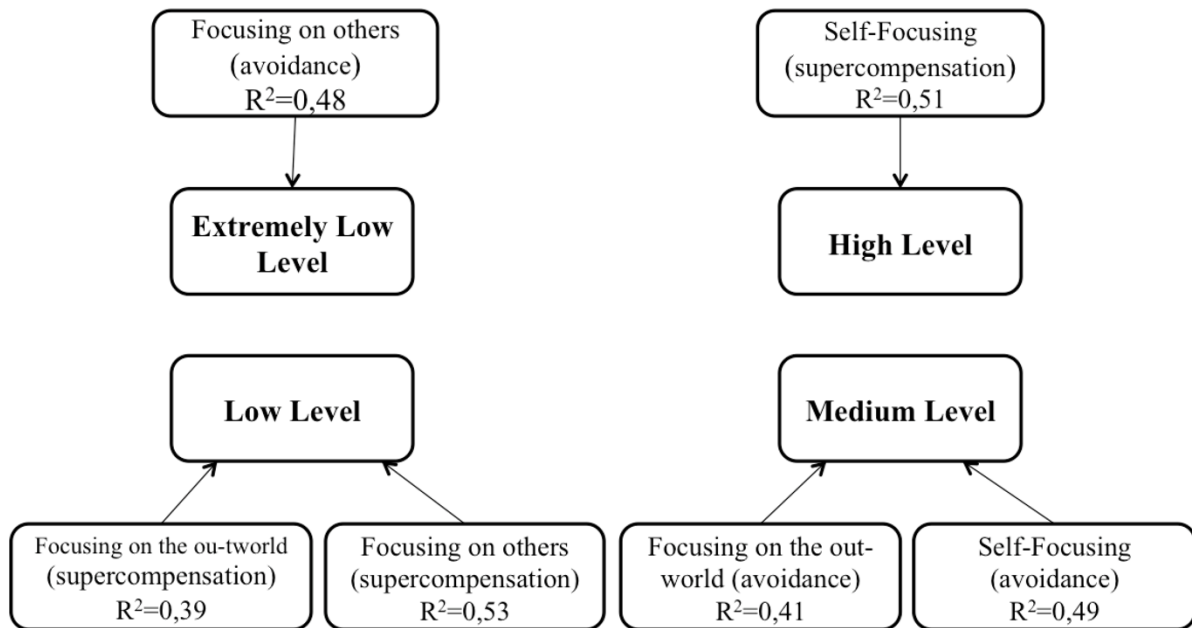 Focusing on others
(avoidance)
R²=0,48
Self-Focusing
(supercompensation)
R²=0,51
Extremely Low
Level
High Level
Low Level
Medium Level
Focusing on the ou-tworld
(supercompensation)
R²=0,39
Focusing on others
(supercompensation)
R²=0,53
Focusing on the out-
world (avoidance)
R²=0,41
Self-Focusing
(avoidance)
R²=0,49